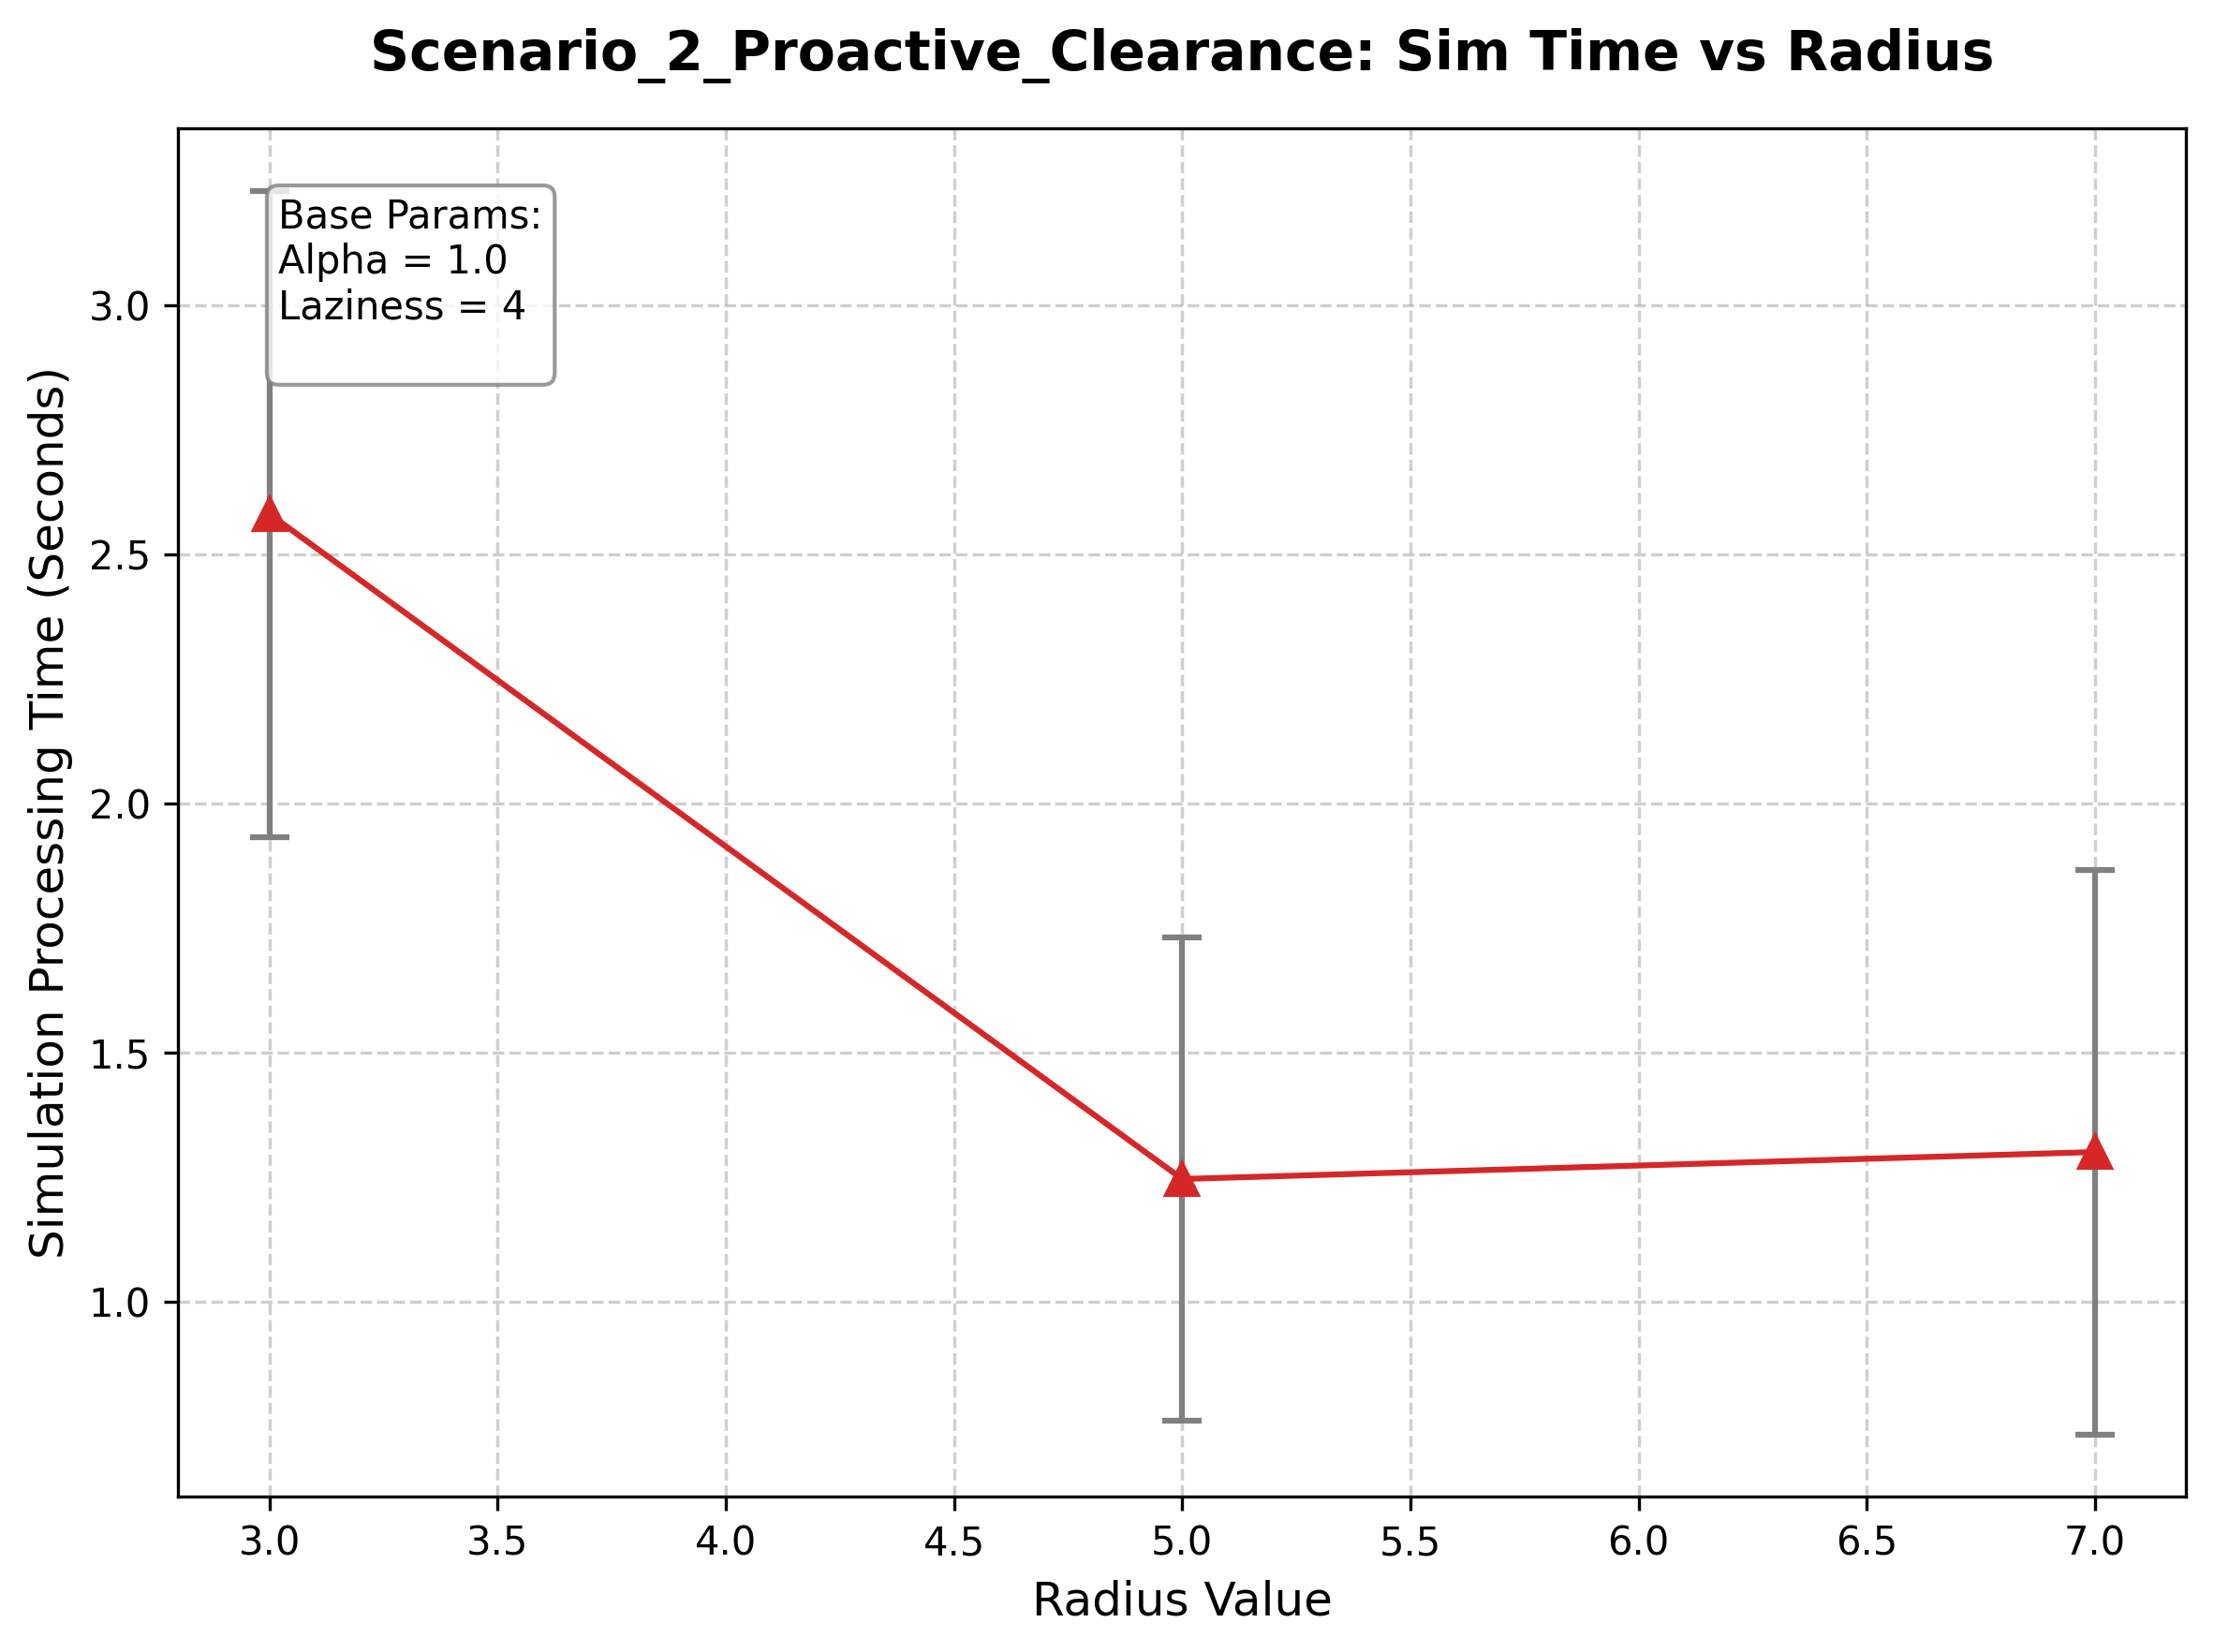 Scenario_2_Proactive_Clearance: Sim Time vs Radius
Base Params:
Alpha = 1.0
Laziness = 4
Simulation Processing Time (Seconds)
3.0
2.5
2.0
1.5
1.0
3.0 3.5 4.0 4.5 5.0 5.5 6.0 6.5 7.0
Radius Value